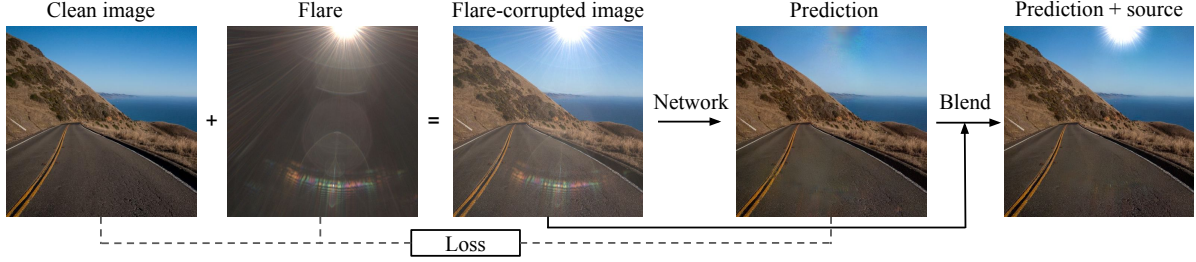 Clean image
Flare
Flare-corrupted image
Prediction
Prediction + source
+
=
Network
Blend
Loss